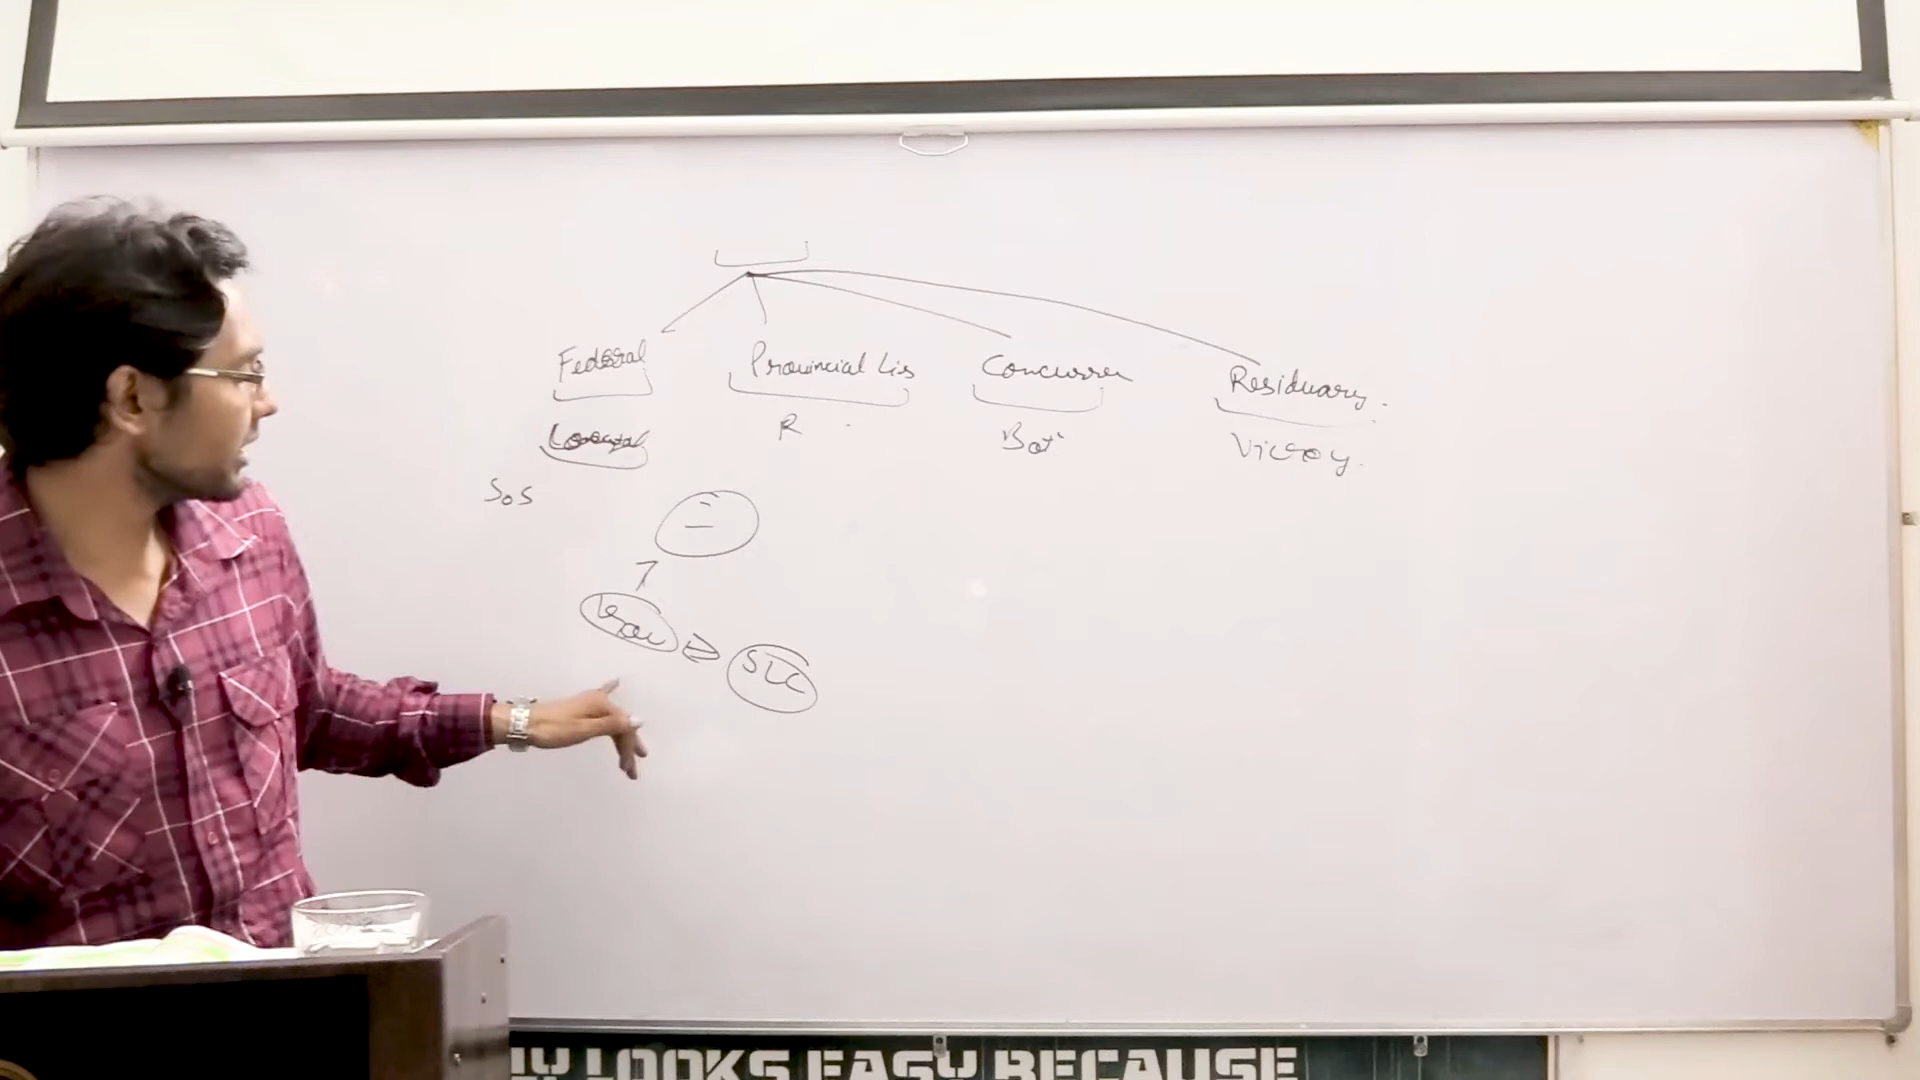 Federal Provincial Lis Concurren Residuary.
R Bot Viceroy.
SOS
SLC
LOOKS EASY BECAUSE